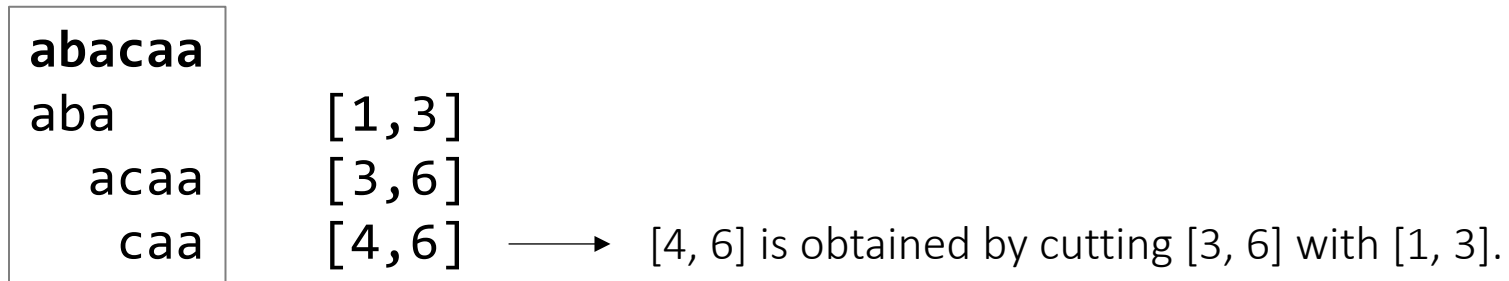 abacaa
aba [1,3]
acaa [3,6]
caa [4,6] [4, 6] is obtained by cutting [3, 6] with [1, 3].